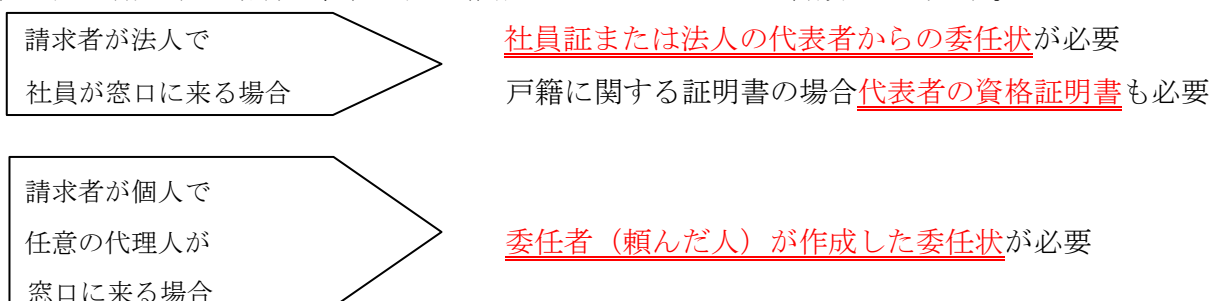 請求者が法人で
社員が窓口に来る場合
社員証または法人の代表者からの委任状が必要
戸籍に関する証明書の場合代表者の資格証明書も必要
請求者が個人で
任意の代理人が
窓口に来る場合
委任者（頼んだ人）が作成した委任状が必要